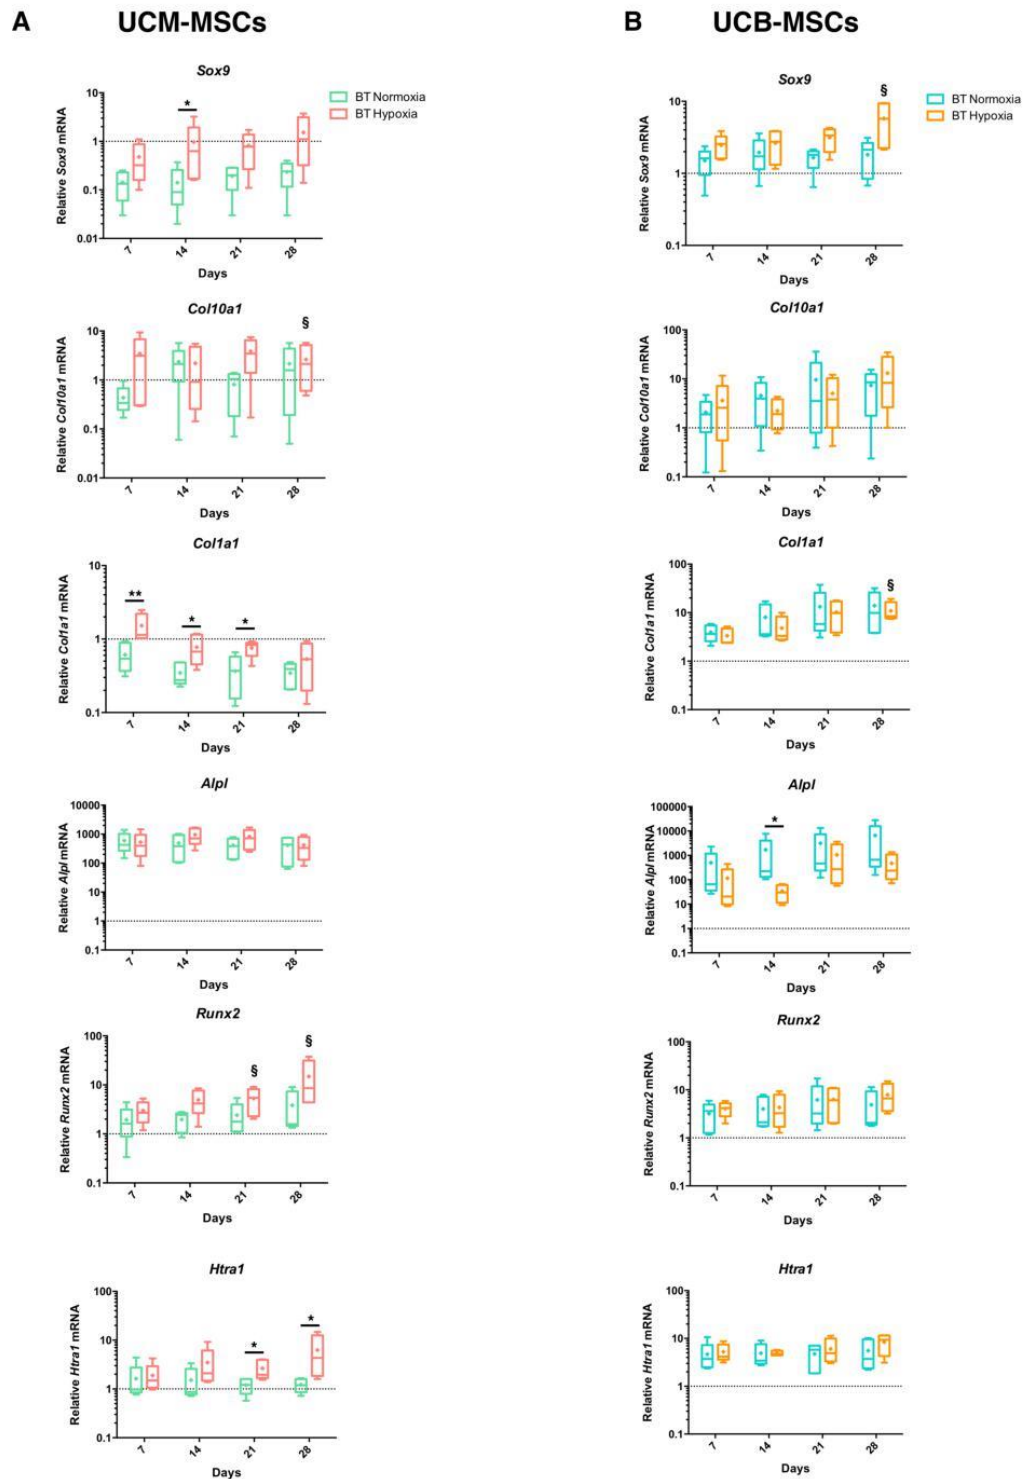 A UCM-MSCs
Sox9
BT Normoxia
BT Hypoxia
*
10
1
0.1
0.01
Relative Sox9 mRNA
7 14 21 28
Days
Col10a1
§
10
1
0.1
0.01
Relative Col10a1 mRNA
7 14 21 28
Days
Col1a1
** * *
10
1
0.1
Relative Col1a1 mRNA
7 14 21 28
Days
Alpl
10000
1000
100
10
1
0.1
Relative Alpl mRNA
7 14 21 28
Days
Runx2
§ §
100
10
1
0.1
Relative Runx2 mRNA
7 14 21 28
Days
Htra1
* *
100
10
1
0.1
Relative Htra1 mRNA
7 14 21 28
Days
B UCB-MSCs
Sox9
BT Normoxia
BT Hypoxia
§
10
1
0.1
Relative Sox9 mRNA
7 14 21 28
Days
Col10a1
100
10
1
0.1
Relative Col10a1 mRNA
7 14 21 28
Days
Col1a1
§
100
10
1
0.1
Relative Col1a1 mRNA
7 14 21 28
Days
Alpl
*
100000
10000
1000
100
10
1
0.1
Relative Alpl mRNA
7 14 21 28
Days
Runx2
100
10
1
0.1
Relative Runx2 mRNA
7 14 21 28
Days
Htra1
100
10
1
0.1
Relative Htra1 mRNA
7 14 21 28
Days